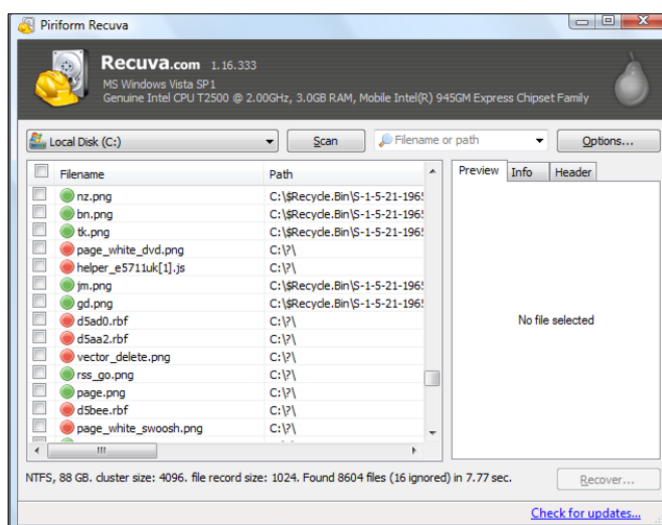 Piriform Recuva
Recuva.com 1.16.333
MS Windows Vista SP1
Genuine Intel CPU T2500 @ 2.00GHz, 3.0GB RAM, Mobile Intel(R) 945GM Express Chipset Family
Local Disk (C:) Scan Filename or path Options...
Filename Path Preview Info Header
nz.png C:\$Recycle.Bin\S-1-5-21-1965
bn.png C:\$Recycle.Bin\S-1-5-21-1965
tk.png C:\$Recycle.Bin\S-1-5-21-1965
page_white_dvd.png C:\?\
helper_e5711uk[1].js C:\?\
jm.png C:\$Recycle.Bin\S-1-5-21-1965
gd.png C:\$Recycle.Bin\S-1-5-21-1965
d5ad0.rbf C:\?\
No file selected
d5aa2.rbf C:\?\
vector_delete.png C:\?\
rss_go.png C:\?\
page.png C:\?\
d5bee.rbf C:\?\
page_white_swoosh.png C:\?\
NTFS, 88 GB. cluster size: 4096. file record size: 1024. Found 8604 files (16 ignored) in 7.77 sec. Recover...
Check for updates...